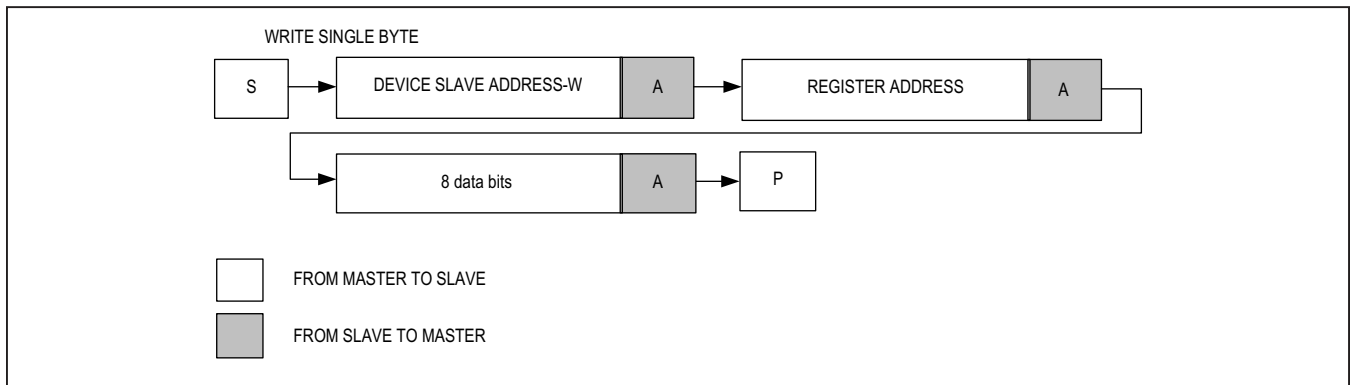 WRITE SINGLE BYTE
S DEVICE SLAVE ADDRESS-W A REGISTER ADDRESS A
8 data bits A P
FROM MASTER TO SLAVE
FROM SLAVE TO MASTER